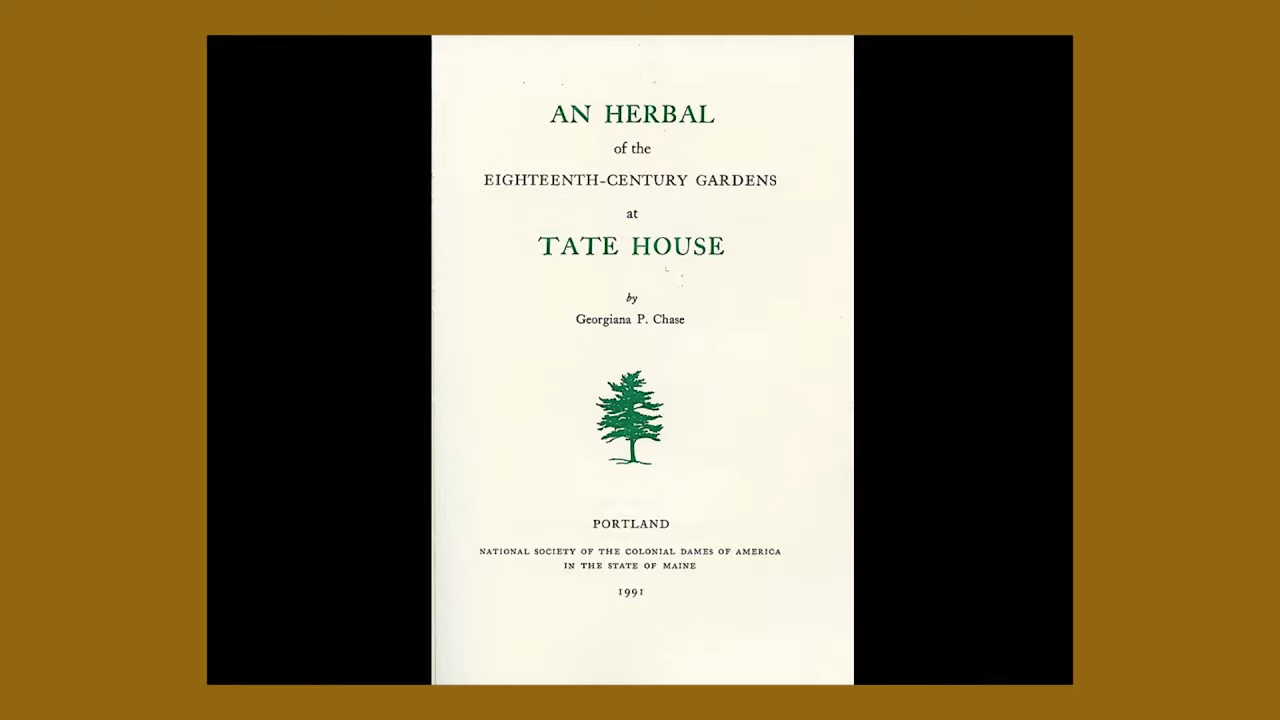 AN HERBAL
of the
EIGHTEENTH-CENTURY GARDENS
at
TATE HOUSE
by
Georgiana P. Chase
PORTLAND
NATIONAL SOCIETY OF THE COLONIAL DAMES OF AMERICA
IN THE STATE OF MAINE
1991